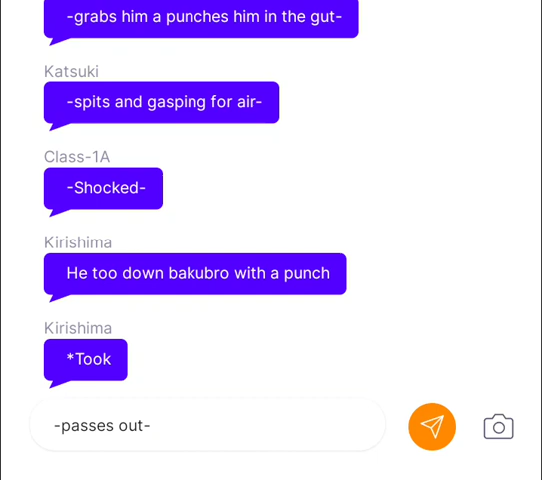 -grabs him a punches him in the gut-
Katsuki
-spits and gasping for air-
Class-1A
-Shocked-
Kirishima
He too down bakubro with a punch
Kirishima
*Took
-passes out-